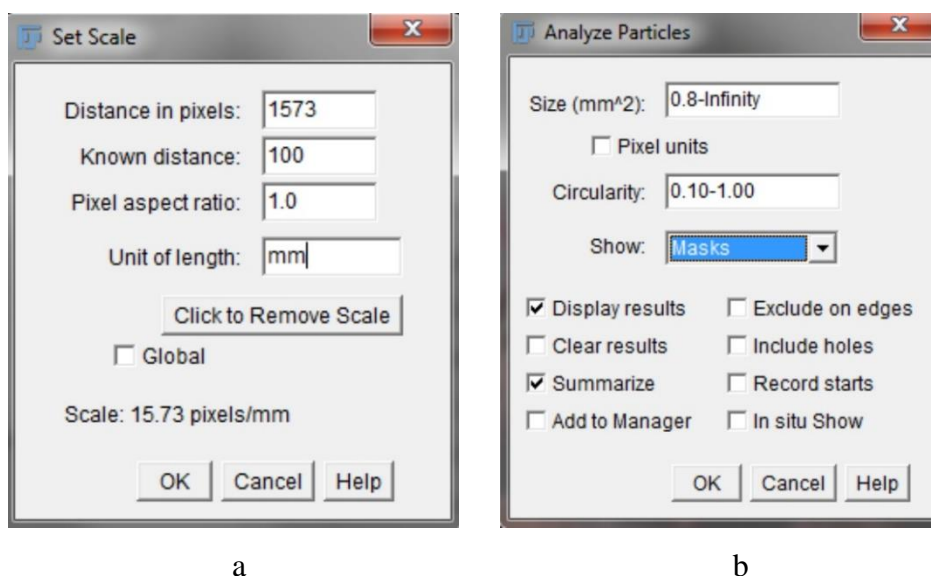 Set Scale
Distance in pixels: 1573
Known distance: 100
Pixel aspect ratio: 1.0
Unit of length: mm
Click to Remove Scale
Global
Scale: 15.73 pixels/mm
OK Cancel Help
a
Analyze Particles
Size (mm^2): 0.8-Infinity
Pixel units
Circularity: 0.10-1.00
Show: Masks
Display results Exclude on edges
Clear results Include holes
Summarize Record starts
Add to Manager In situ Show
OK Cancel Help
b